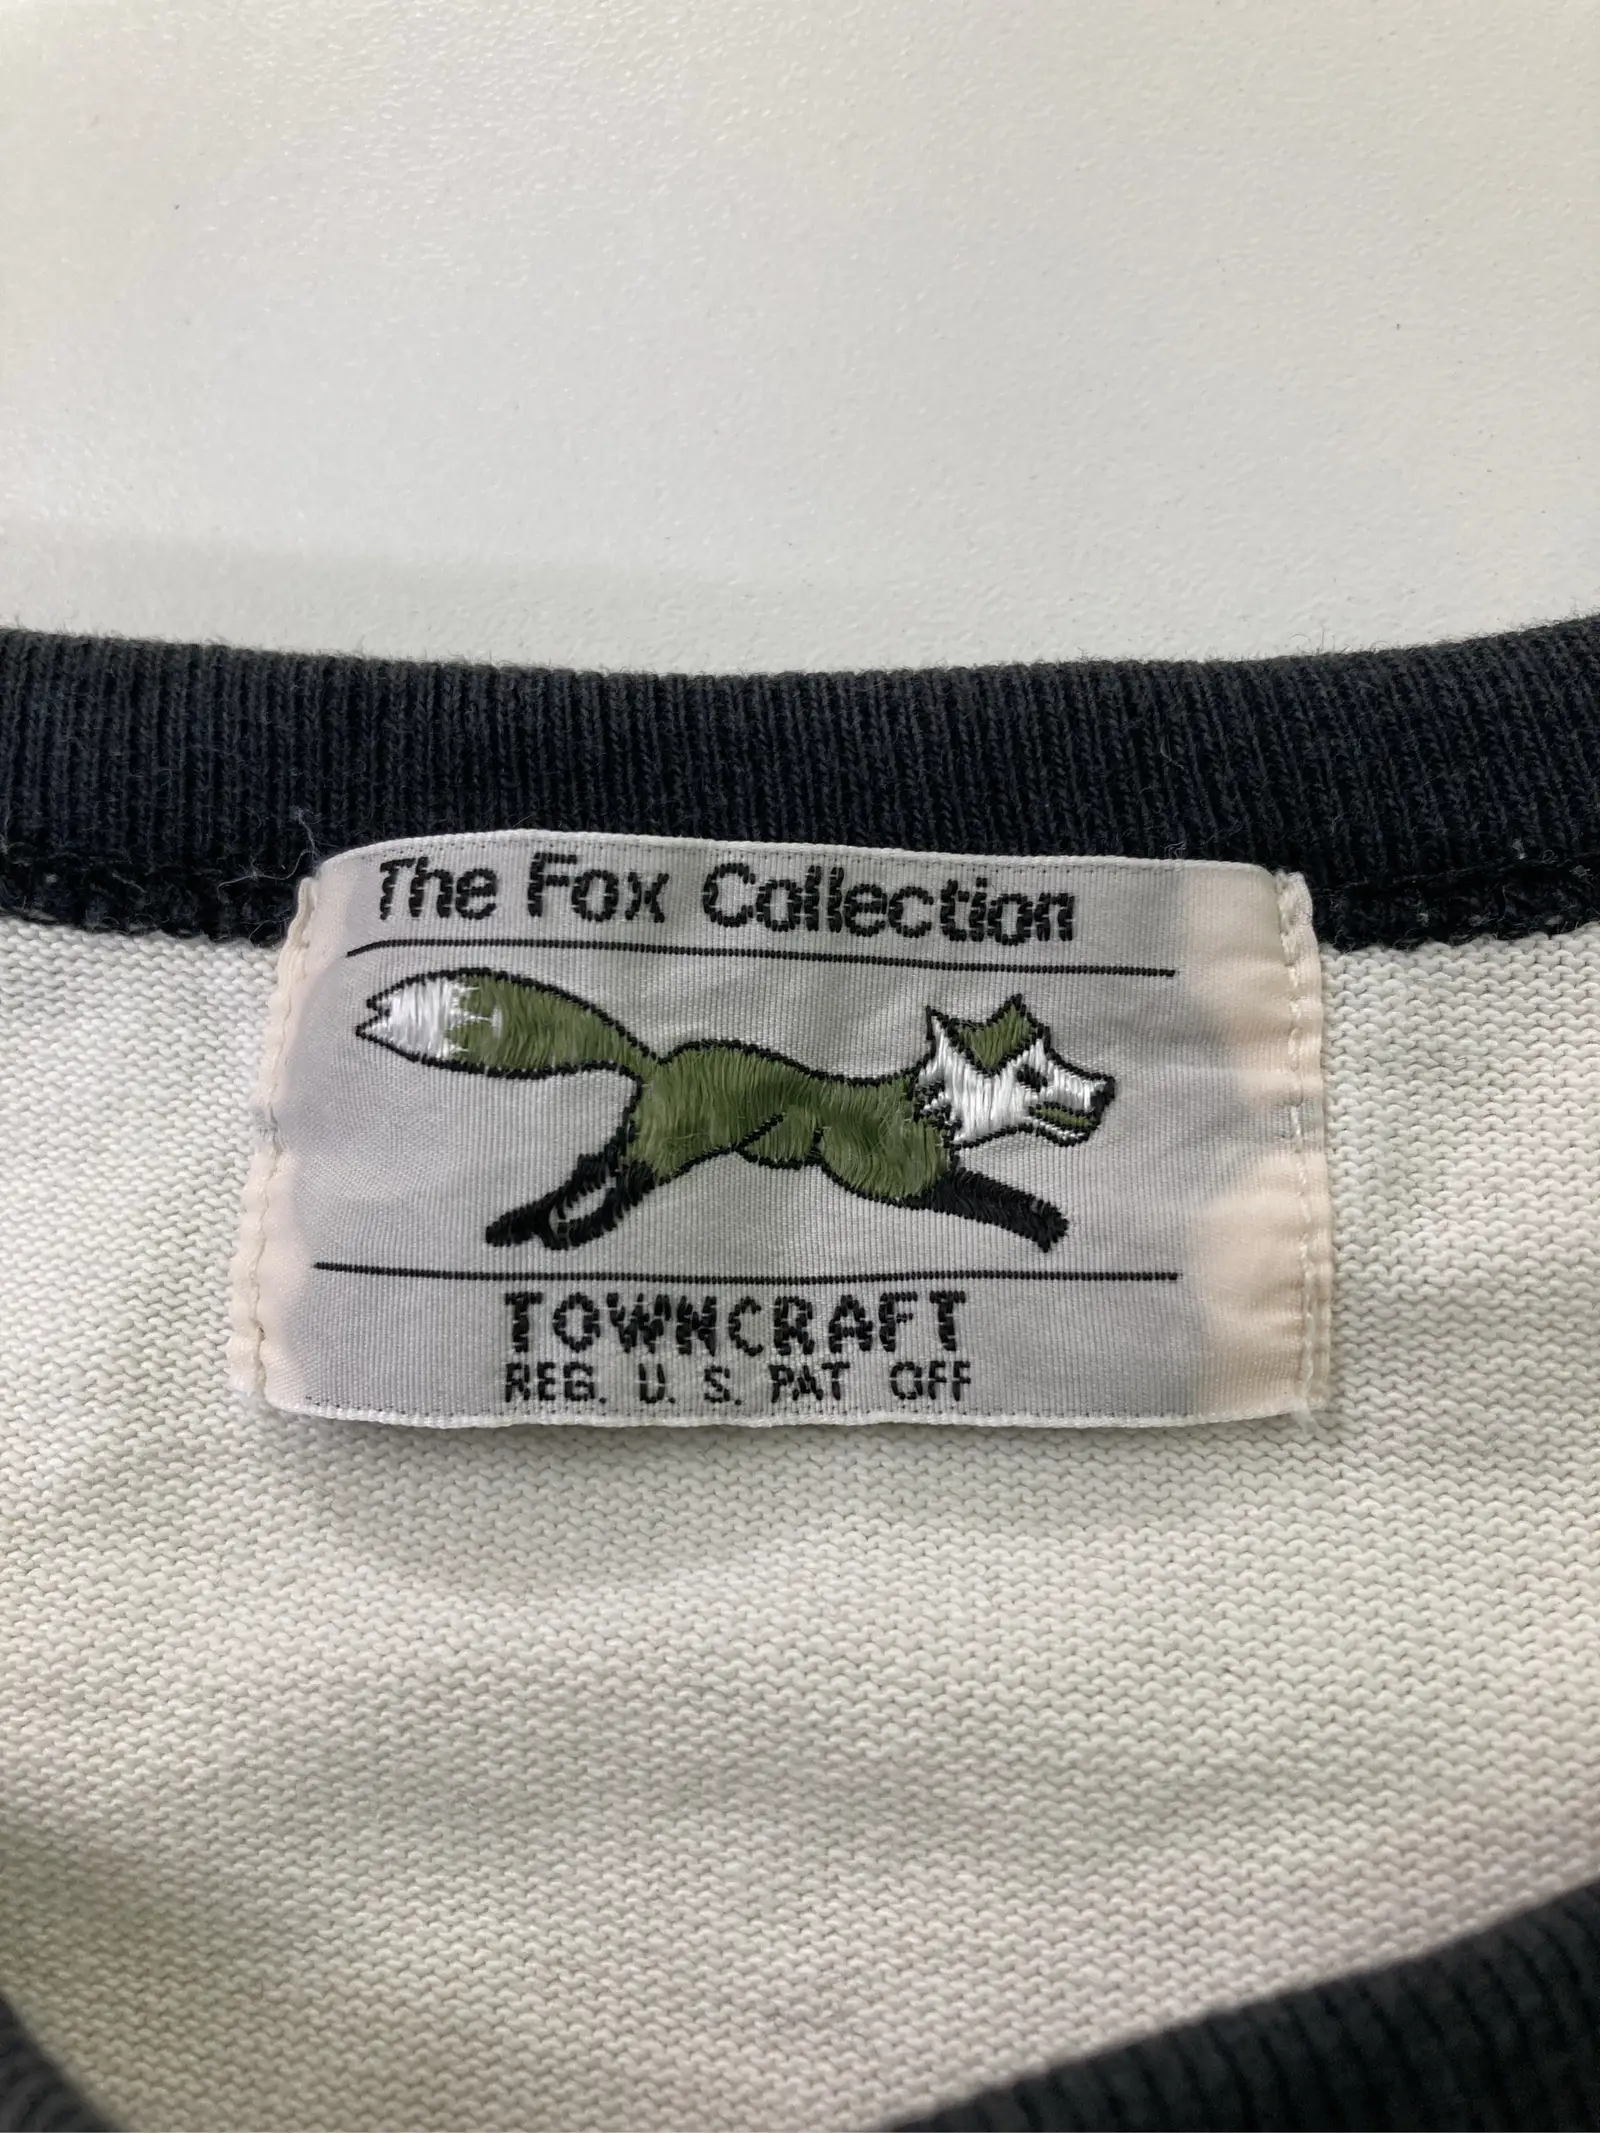 The Fox Collection
TOWNCRAFT
REG. U. S. PAT OFF